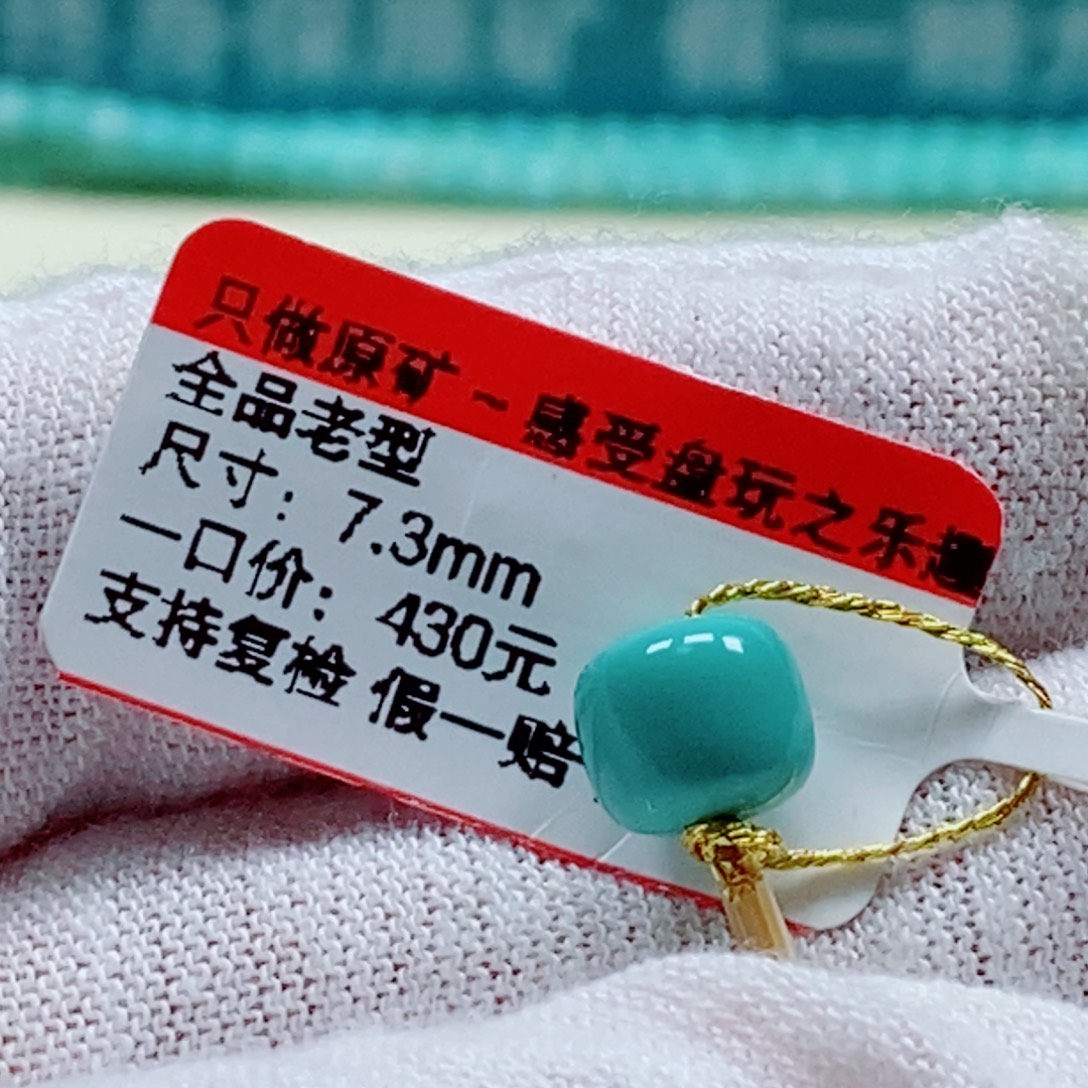 只做原矿~感受盘玩之乐趣
全品老型
尺寸：7.3mm
一口价：430元
支持复检 假一赔